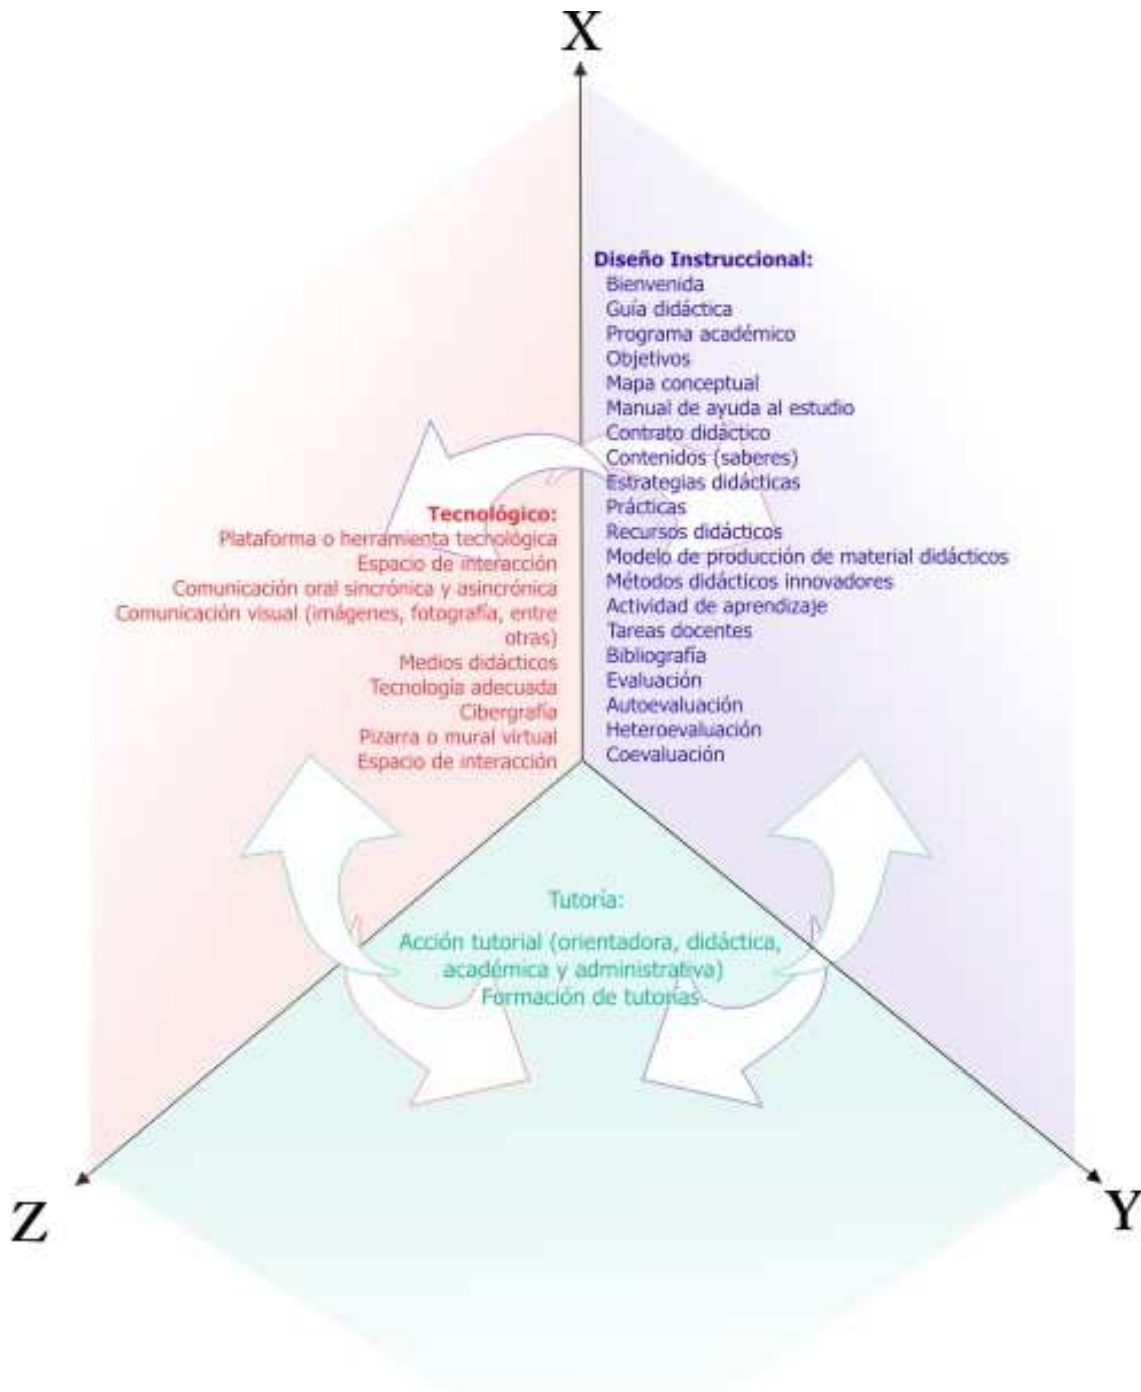 X
Diseño Instruccional:
Bienvenida
Guía didáctica
Programa académico
Objetivos
Mapa conceptual
Manual de ayuda al estudio
Contrato didáctico
Contenidos (saberes)
Estrategias didácticas
Prácticas
Recursos didácticos
Modelo de producción de material didácticos
Métodos didácticos innovadores
Actividad de aprendizaje
Tareas docentes
Bibliografía
Evaluación
Autoevaluación
Heteroevaluación
Coevaluación
Tecnológico:
Plataforma o herramienta tecnológica
Espacio de interacción
Comunicación oral sincrónica y asincrónica
Comunicación visual (imágenes, fotografía, entre
otras)
Medios didácticos
Tecnología adecuada
Cibergrafía
Pizarra o mural virtual
Espacio de interacción
Tutoría:
Acción tutorial (orientadora, didáctica,
académica y administrativa)
Formación de tutorías
Z
Y